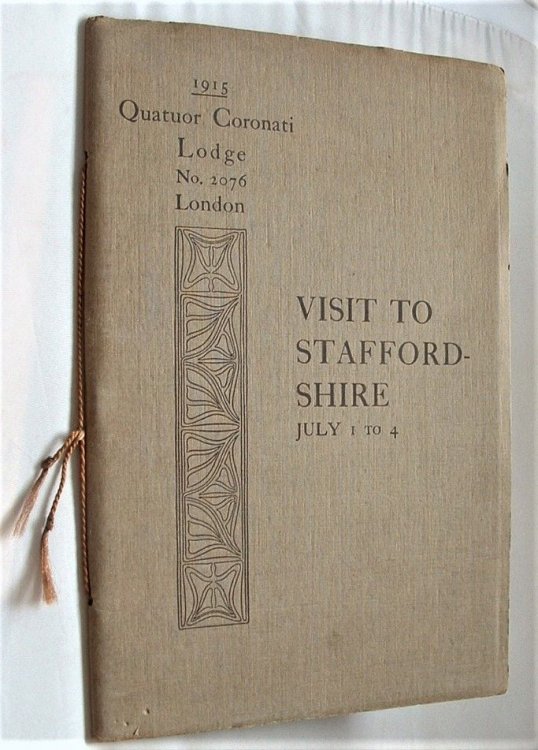 1915
Quatuor Coronati
Lodge
No. 2076
London
VISIT TO
STAFFORD-
SHIRE
JULY 1 TO 4